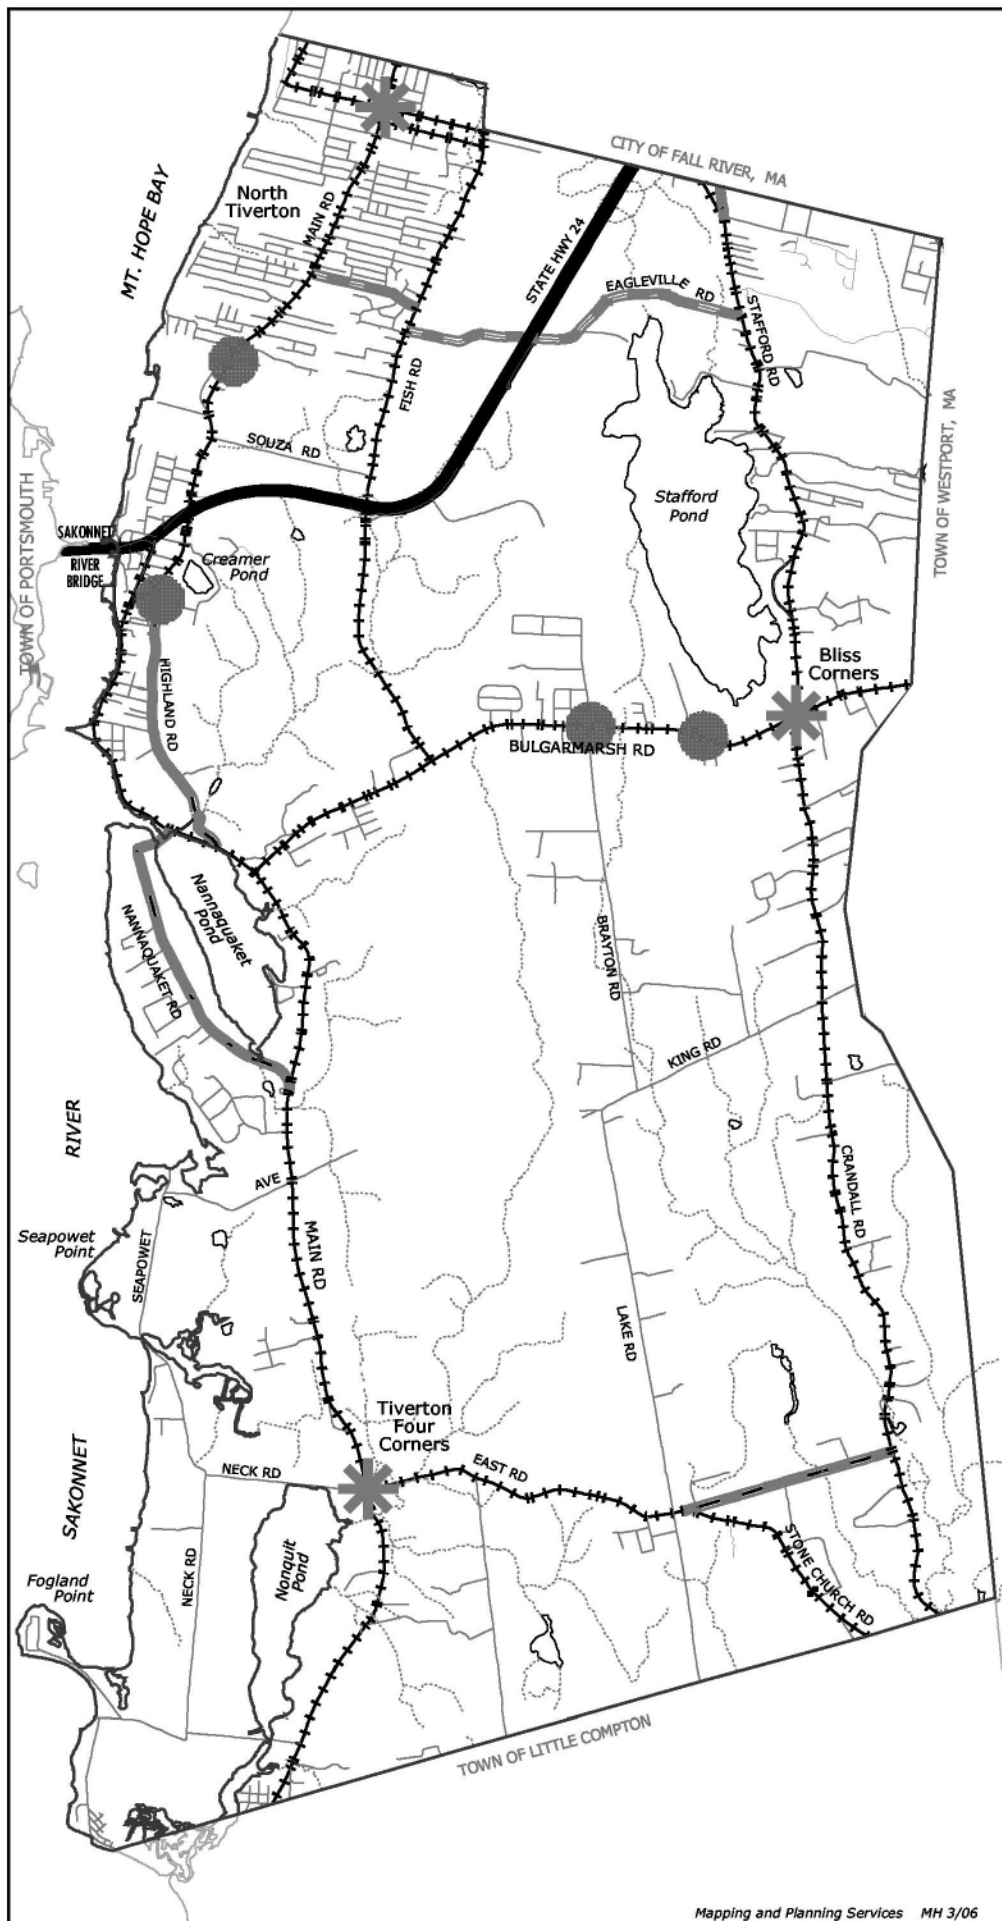 CITY OF FALL RIVER, MA
North
Tiverton
MAIN RD
MT. HOPE BAY
STATE HWY 24
EAGLEVILLE RD
STAFFORD RD
FISH RD
SOUZA RD
Stafford
Pond
TOWN OF WESTPORT, MA
TOWN OF PORTSMOUTH
SAKONNET
RIVER
BRIDGE
Creamer
Pond
HIGHLAND RD
Bliss
Corners
BULGARMARSH RD
Nannaquaket
Pond
NANNAQUAKET RD
BRAYTON RD
KING RD
RIVER
AVE
CRANDALL RD
Seapowet
Point
SEAPOWET
MAIN RD
LAKE RD
Tiverton
Four
Corners
NECK RD
EAST RD
SAKONNET
NECK RD
Nonquit
Pond
STONE CHURCH RD
Fogland
Point
TOWN OF LITTLE COMPTON
Mapping and Planning Services MH 3/06